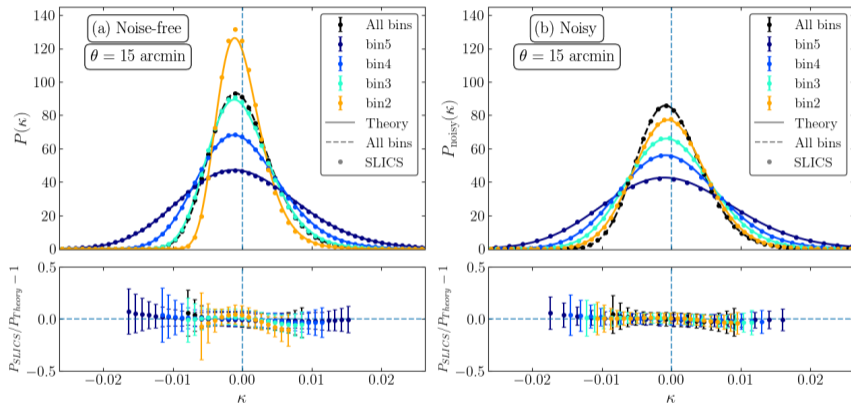 (a) Noise-free
θ = 15 arcmin
All bins
bin5
bin4
bin3
bin2
Theory
All bins
SLICS
P(κ)
140
120
100
80
60
40
20
0
0.5
0.0
−0.5
P_SLICS/P_Theory − 1
−0.02
−0.01
0.00
0.01
0.02
κ
(b) Noisy
θ = 15 arcmin
All bins
bin5
bin4
bin3
bin2
Theory
All bins
SLICS
P_noisy(κ)
140
120
100
80
60
40
20
0
0.5
0.0
−0.5
P_SLICS/P_Theory − 1
−0.02
−0.01
0.00
0.01
0.02
κ